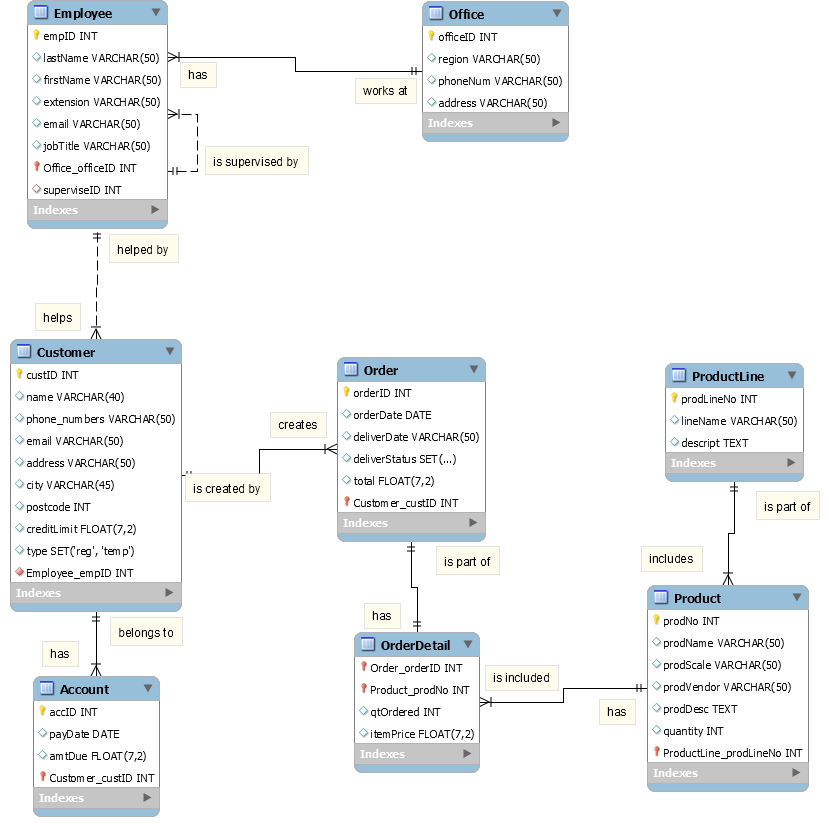 Employee
empID INT
lastName VARCHAR(50)
firstName VARCHAR(50)
extension VARCHAR(50)
email VARCHAR(50)
jobTitle VARCHAR(50)
Office_officeID INT
superviseID INT
Indexes
has
works at
is supervised by
Office
officeID INT
region VARCHAR(50)
phoneNum VARCHAR(50)
address VARCHAR(50)
Indexes
helped by
helps
Customer
custID INT
name VARCHAR(40)
phone_numbers VARCHAR(50)
email VARCHAR(50)
address VARCHAR(50)
city VARCHAR(45)
postcode INT
creditLimit FLOAT(7,2)
type SET('reg', 'temp')
Employee_empID INT
Indexes
creates
is created by
Order
orderID INT
orderDate DATE
deliverDate VARCHAR(50)
deliverStatus SET(...)
total FLOAT(7,2)
Customer_custID INT
Indexes
ProductLine
prodLineNo INT
lineName VARCHAR(50)
descript TEXT
Indexes
is part of
includes
is part of
has
belongs to
has
Account
accID INT
payDate DATE
amtDue FLOAT(7,2)
Customer_custID INT
Indexes
OrderDetail
Order_orderID INT
Product_prodNo INT
qtOrdered INT
itemPrice FLOAT(7,2)
Indexes
is included
has
Product
prodNo INT
prodName VARCHAR(50)
prodScale VARCHAR(50)
prodVendor VARCHAR(50)
prodDesc TEXT
quantity INT
ProductLine_prodLineNo INT
Indexes